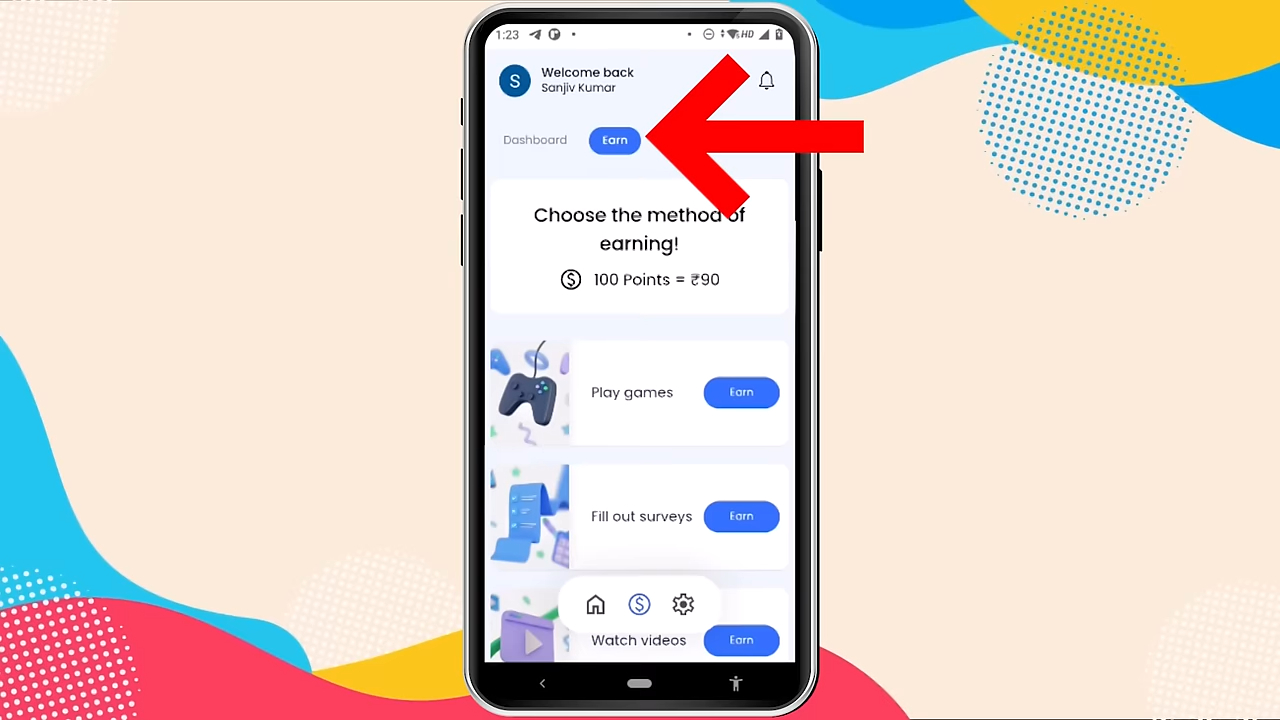 1:23
HD
S
Welcome back
Sanjiv Kumar
Dashboard
Earn
Choose the method of
earning!
100 Points = ₹90
Play games
Earn
Fill out surveys
Earn
Watch videos
Earn